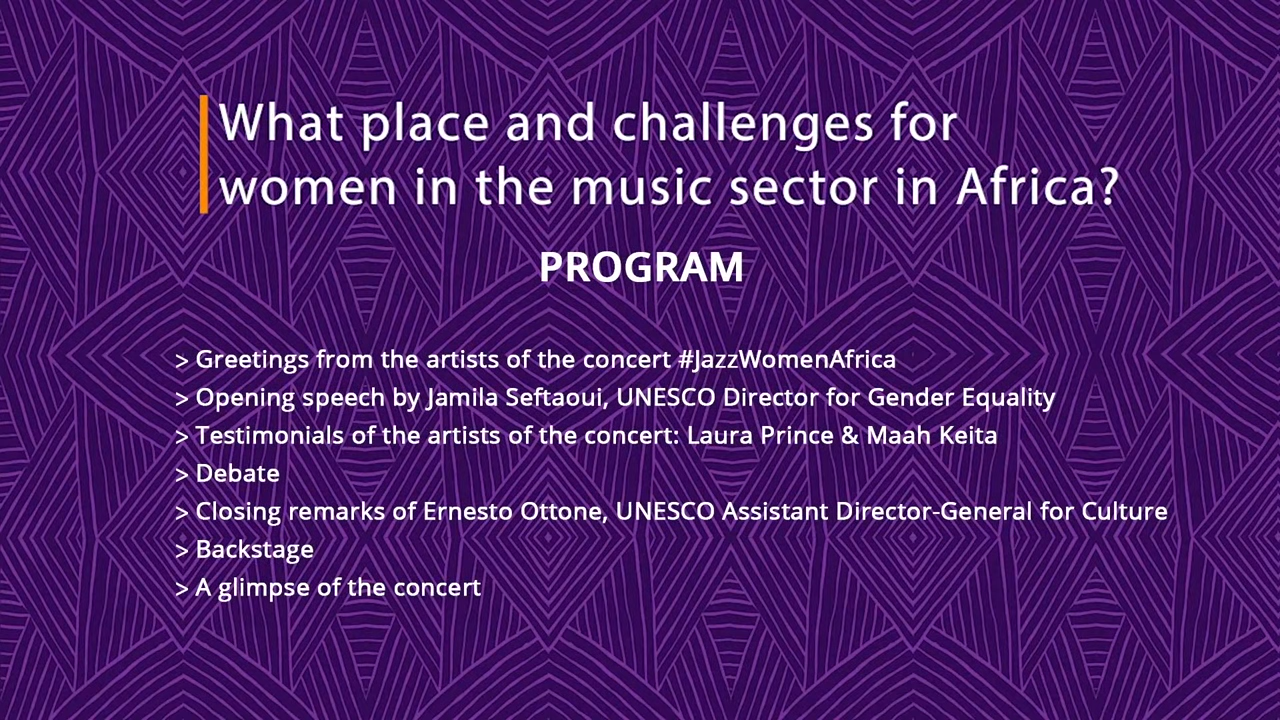 What place and challenges for
women in the music sector in Africa?
PROGRAM
> Greetings from the artists of the concert #JazzWomenAfrica
> Opening speech by Jamila Seftaoui, UNESCO Director for Gender Equality
> Testimonials of the artists of the concert: Laura Prince & Maah Keita
> Debate
> Closing remarks of Ernesto Ottone, UNESCO Assistant Director-General for Culture
> Backstage
> A glimpse of the concert